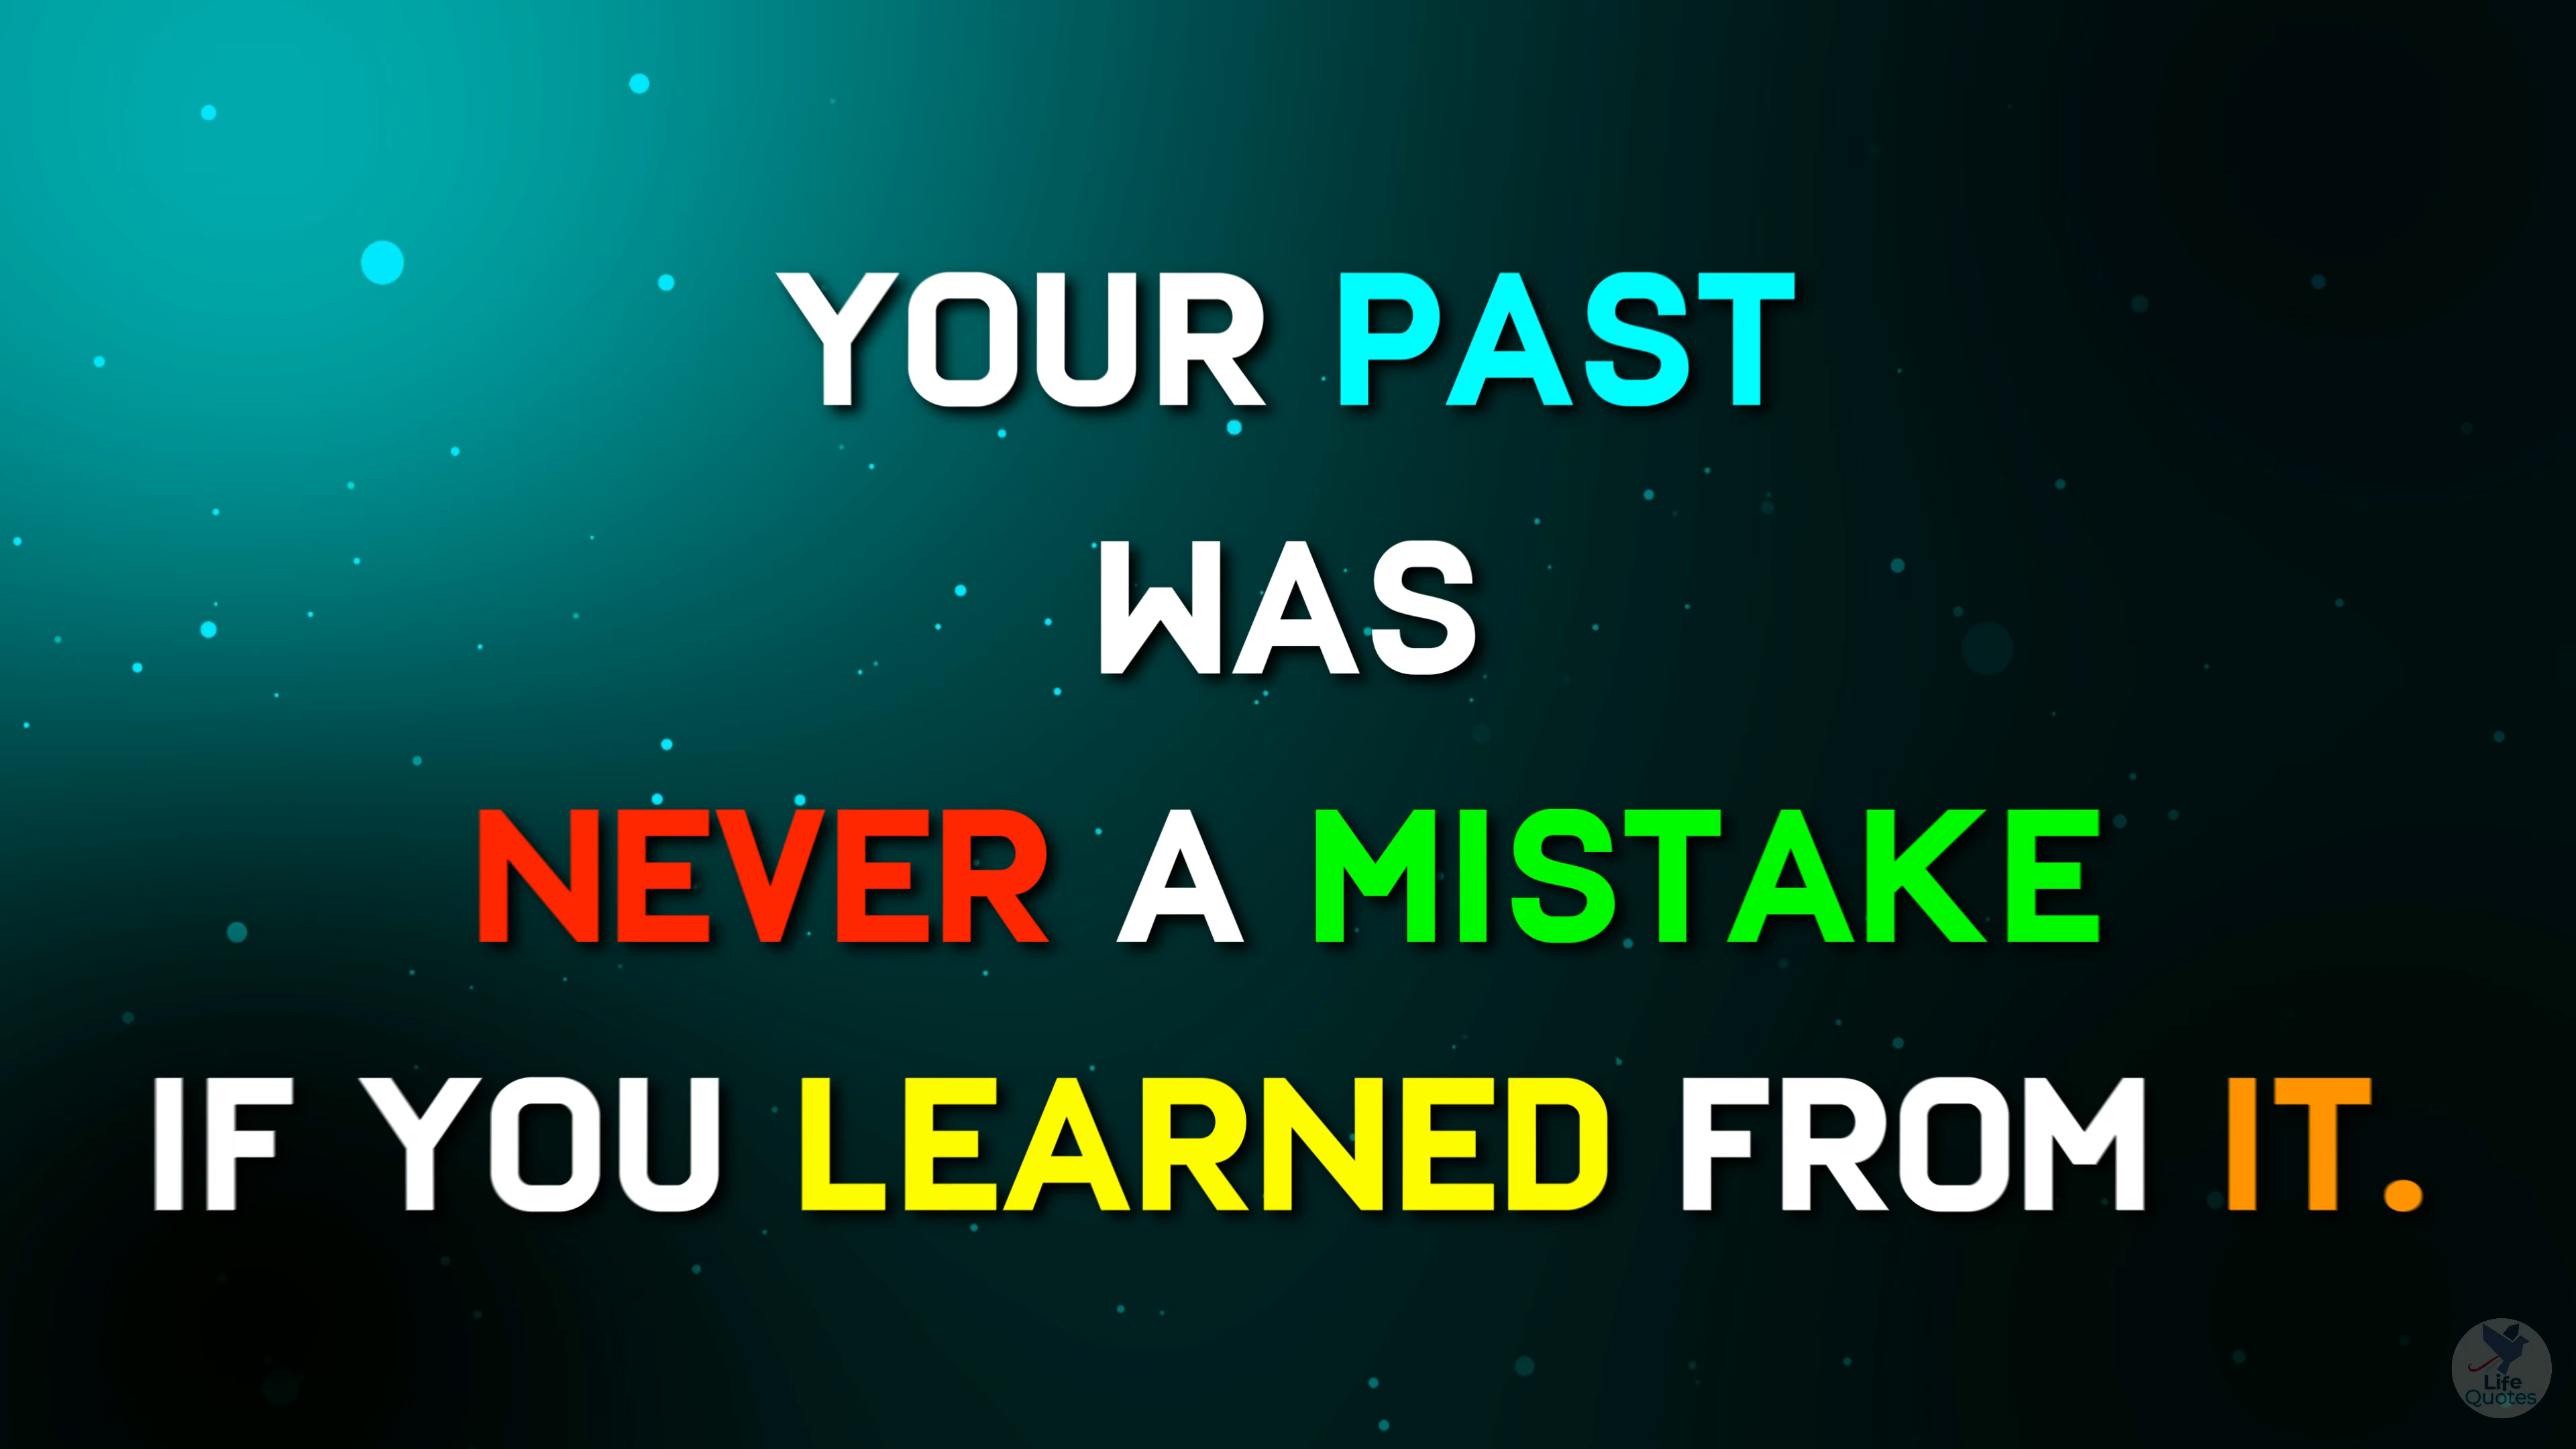 YOUR PAST
WAS
NEVER A MISTAKE
IF YOU LEARNED FROM IT.
Life
Quotes